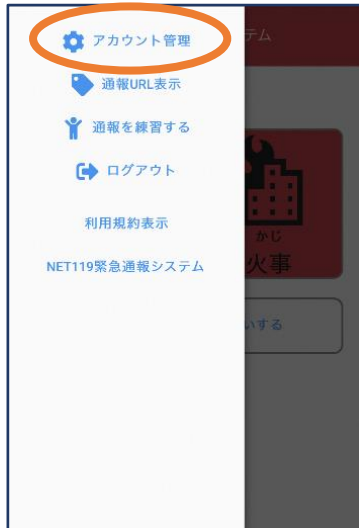 アカウント管理
テム
通報URL表示
通報を練習する
ログアウト
利用規約表示
NET119緊急通報システム
かじ
火事
いする